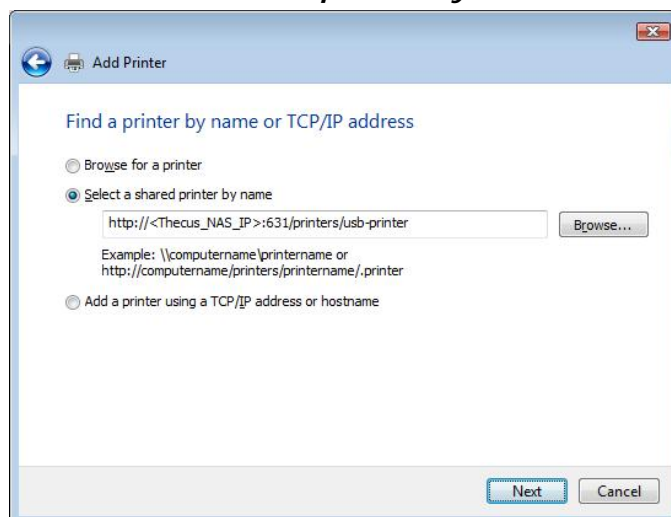 Add Printer
Find a printer by name or TCP/IP address
Browse for a printer
Select a shared printer by name
http://<Thecus_NAS_IP>:631/printers/usb-printer
Browse...
Example: \\computername\printername or
http://computername/printers/printername/.printer
Add a printer using a TCP/IP address or hostname
Next
Cancel